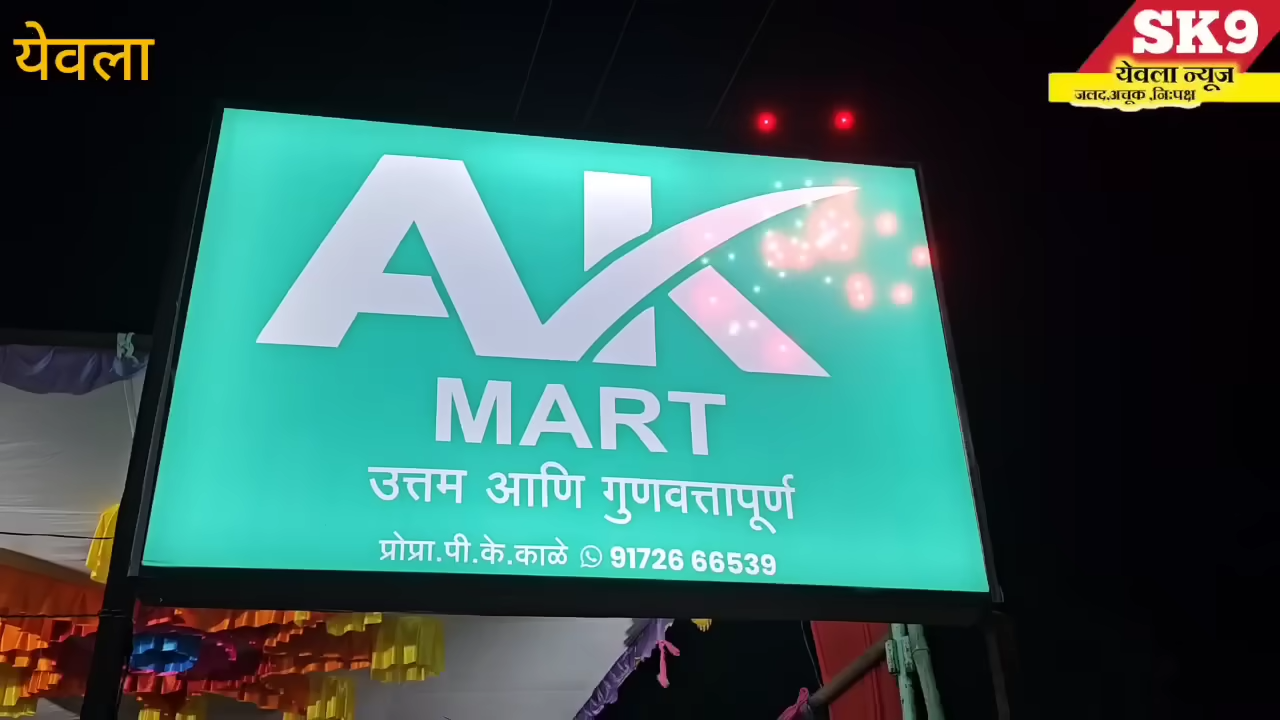 येवला
SK9
येवला न्यूज
जलद,अचूक ,निःपक्ष
AK
MART
उत्तम आणि गुणवत्तापूर्ण
प्रोप्रा.पी.के.काळे 91726 66539